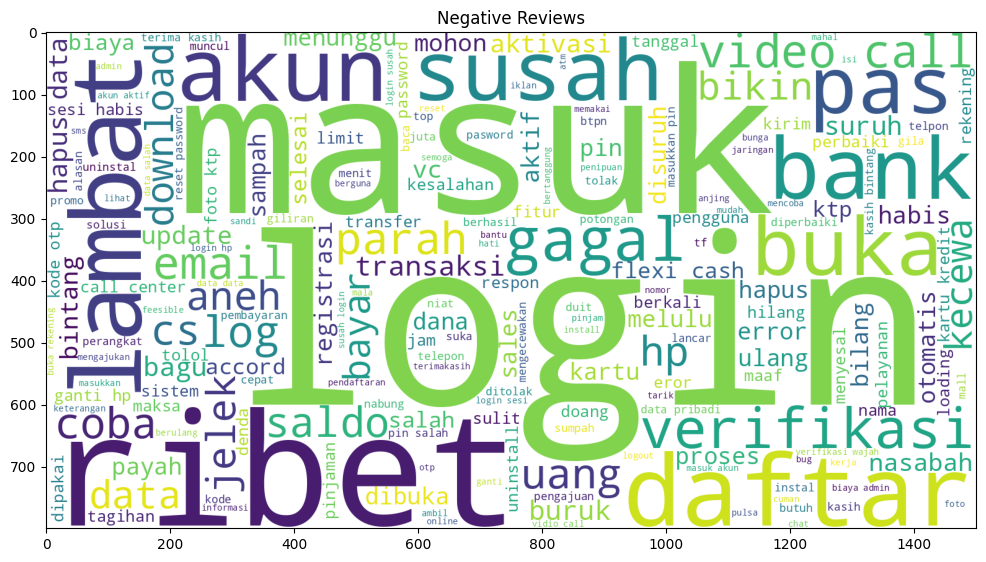 Negative Reviews
0
100
200
300
400
500
600
700
0
200
400
600
800
1000
1200
1400
masuk
login
ribet
daftar
lambat
akun
susah
pas
bank
buka
gagal
verifikasi
video call
bikin
suruh
email
parah
transaksi
aneh
cslog
bayar
hp
saldo
coba
jelek
uang
buruk
data
dibuka
download
hapus data
biaya
terima kasih
muncul
menunggu
login susah
password
mohon
aktivasi
tanggal
mahal
isi
atm
iklan
admin
akun aktif
sesi habis
sms
alasan
uninstal
promo
lihat
solusi
data salah
reset password
foto ktp
sampah
selesai
limit
menit
berguna
sandi
giliran
juta
baca
reset
top
pasword
vc
kesalahan
semoga
aktif
bertanggung
memakai
btpn
pin
penipuan
tolak
disuruh
masukkan pin
kirim
bunga
jaringan
anjing
mudah
mencoba
perbaiki
gila
telpon
rekening
kasih bintang
ktp
habis
diperbaiki
pengguna
potongan
fitur
berhasil
transfer
bantu
hati
tf
update
login hp
call center
data data
feesible
kode otp
buka rekening
bintang
perangkat
mengajukan
pembayaran
registrasi
susah login
mala
respon
flexi cash
nomor
berkali
hapus
hilang
error
ulang
maaf
kartu kredit
kecewa
otomatis
loading
mall
bilang
pelayanan
menyesal
melulu
lancar
eror
tarik
kartu
duit
pinjam
install
mengecewakan
sales
niat
dana
jam
suka
telepon
terimakasih
tolol
bagu
accord
cepat
sistem
masukkan
ganti hp
maksa
keterangan
berulang
pendaftaran
nabung
ditolak
login sesi
denda
pin salah
salah
sulit
doang
sumpah
data pribadi
nama
proses
logout
masuk akun
verifikasi wajah
bug
kerja
nasabah
dipakai
payah
tagihan
kode
informasi
pinjaman
otp
ambil
online
ganti
uninstall
pengajuan
vidio call
pulsa
instal
butuh
cuman
chat
biaya admin
kasih
foto